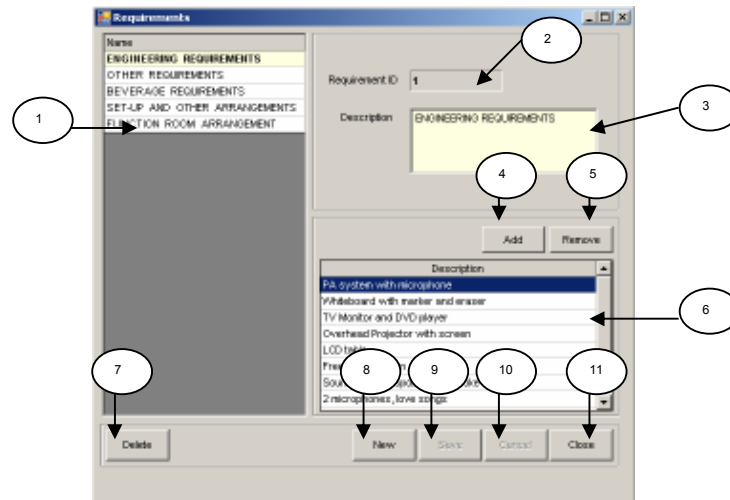 Requirements
Name
ENGINEERING REQUIREMENTS
OTHER REQUIREMENTS
BEVERAGE REQUIREMENTS
SET-UP AND OTHER ARRANGEMENTS
FUNCTION ROOM ARRANGEMENT
1
2
Requirement ID 1
3
Description ENGINEERING REQUIREMENTS
4
5
Add Remove
Description
PA system with microphone
Whiteboard with marker and eraser
TV Monitor and DVD player
6
Overhead Projector with screen
LCD table
2 microphones, love songs
7
8
9
10
11
Delete New Save Cancel Close